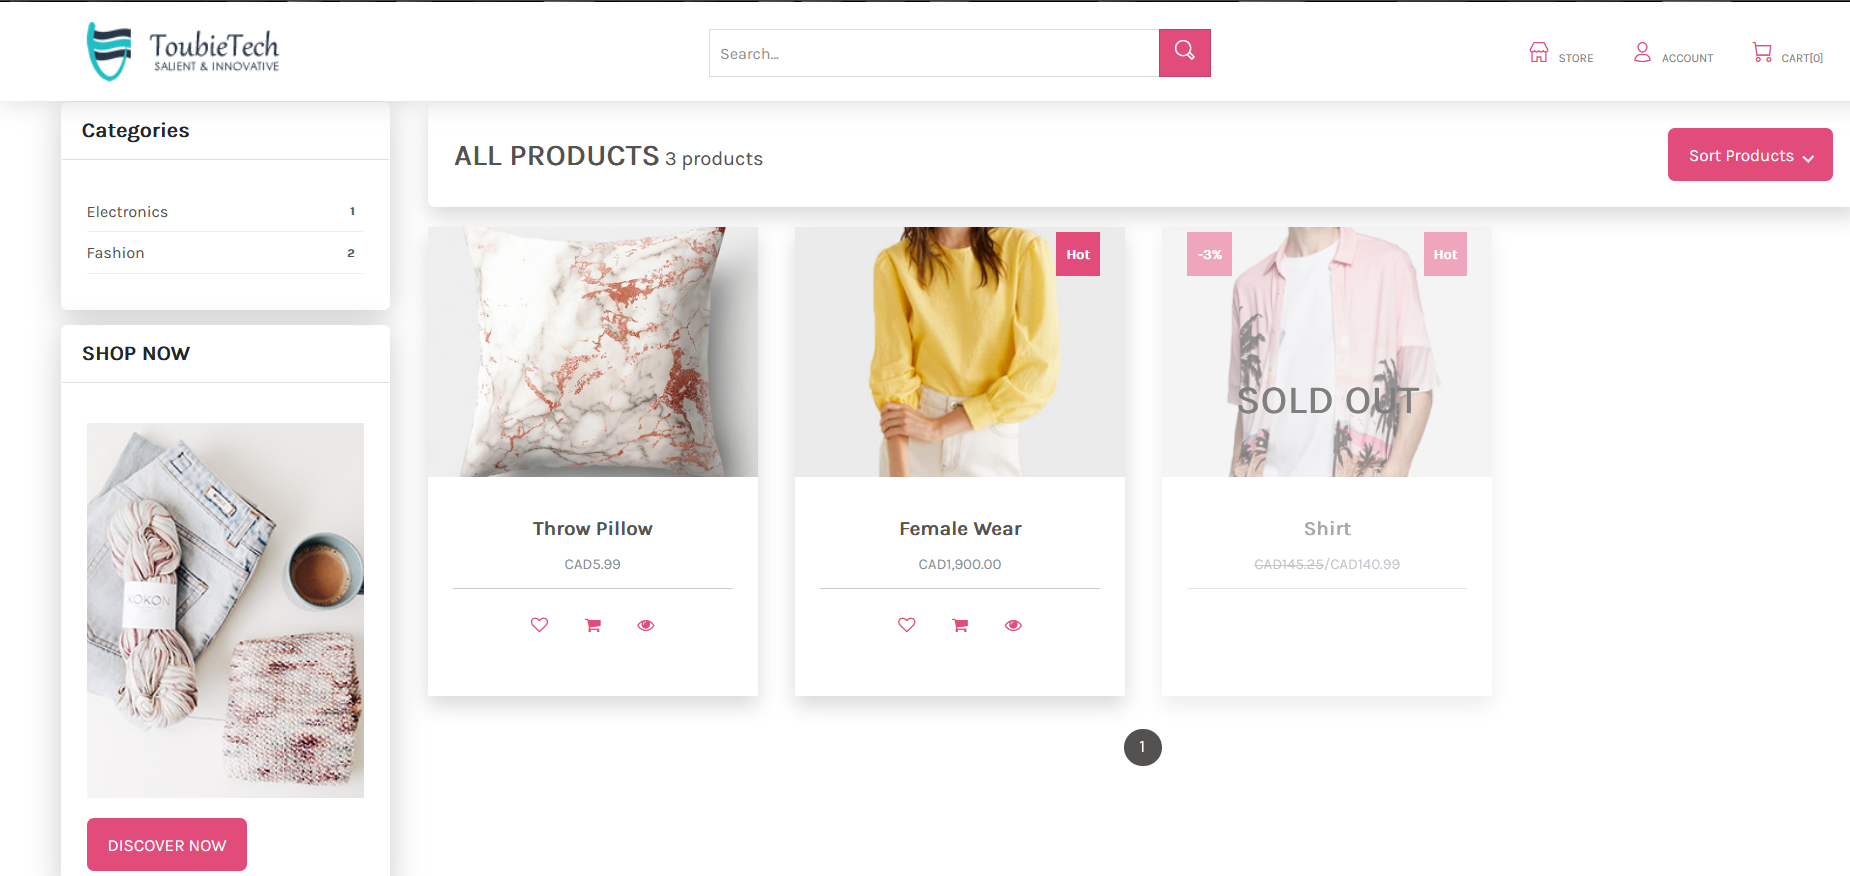 ToubieTech
SALIENT & INNOVATIVE
Search...
STORE
ACCOUNT
CART[0]
Categories
Electronics 1
Fashion 2
SHOP NOW
KOKON
DISCOVER NOW
ALL PRODUCTS 3 products
Sort Products
Throw Pillow
CAD5.99
Hot
Female Wear
CAD1,900.00
-3%
Hot
SOLD OUT
Shirt
CAD145.25/CAD140.99
1